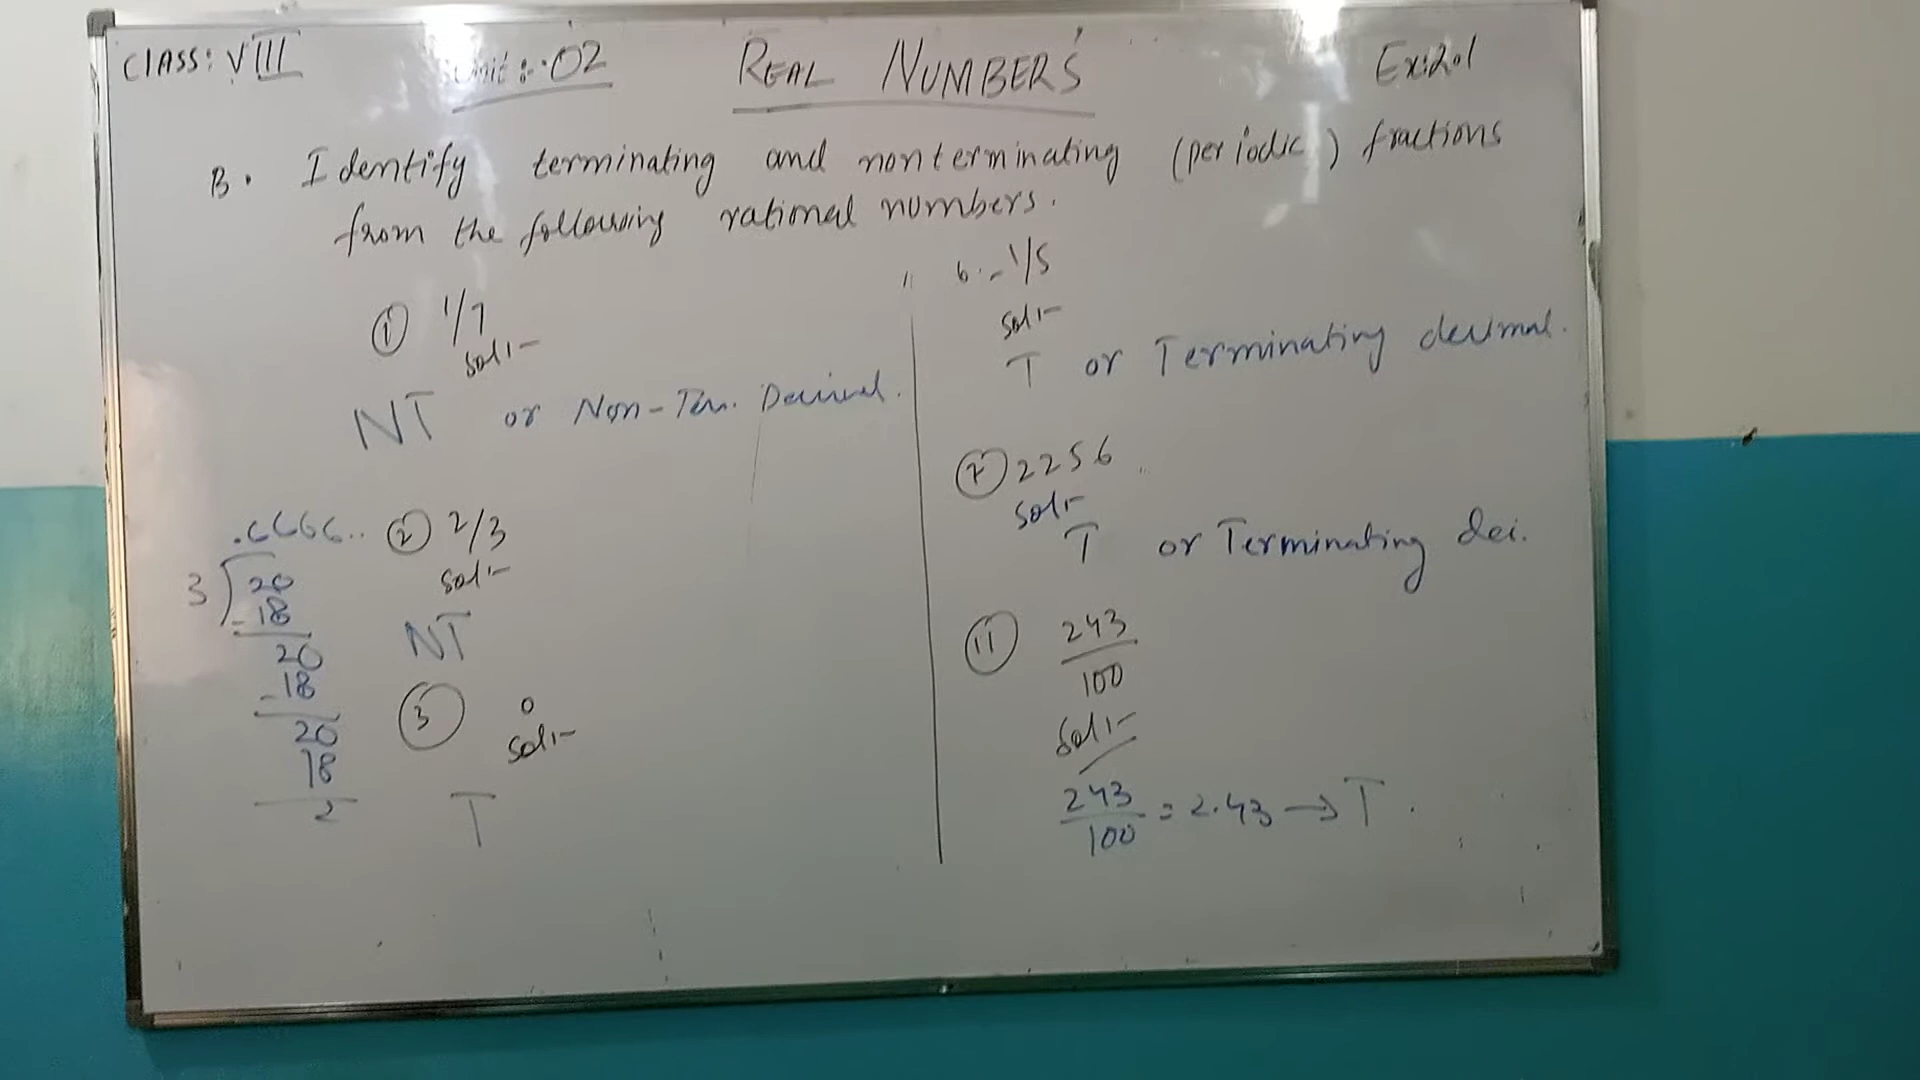 CLASS: VIII Unit: 02 REAL NUMBERS Ex: 2.1
B. Identify terminating and nonterminating (periodic) fractions
from the following rational numbers.
① 1/7
Sol:-
NT or Non-Ter. Decimal.
② 2/3
Sol:-
.6666..
3 20
-18
20
-18
20
18
2
NT
③ 0
Sol:-
T
6. -1/5
Sol:-
T or Terminating decimal.
⑦ 2256
Sol:-
T or Terminating dei.
⑪ 243
100
Sol:-
243
100 = 2.43 → T.